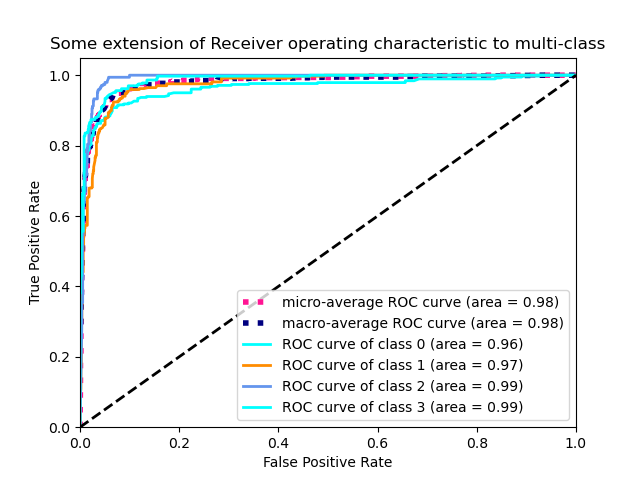 Some extension of Receiver operating characteristic to multi-class
1.0
0.8
0.6
0.4
0.2
0.0
True Positive Rate
micro-average ROC curve (area = 0.98)
macro-average ROC curve (area = 0.98)
ROC curve of class 0 (area = 0.96)
ROC curve of class 1 (area = 0.97)
ROC curve of class 2 (area = 0.99)
ROC curve of class 3 (area = 0.99)
0.0 0.2 0.4 0.6 0.8 1.0
False Positive Rate